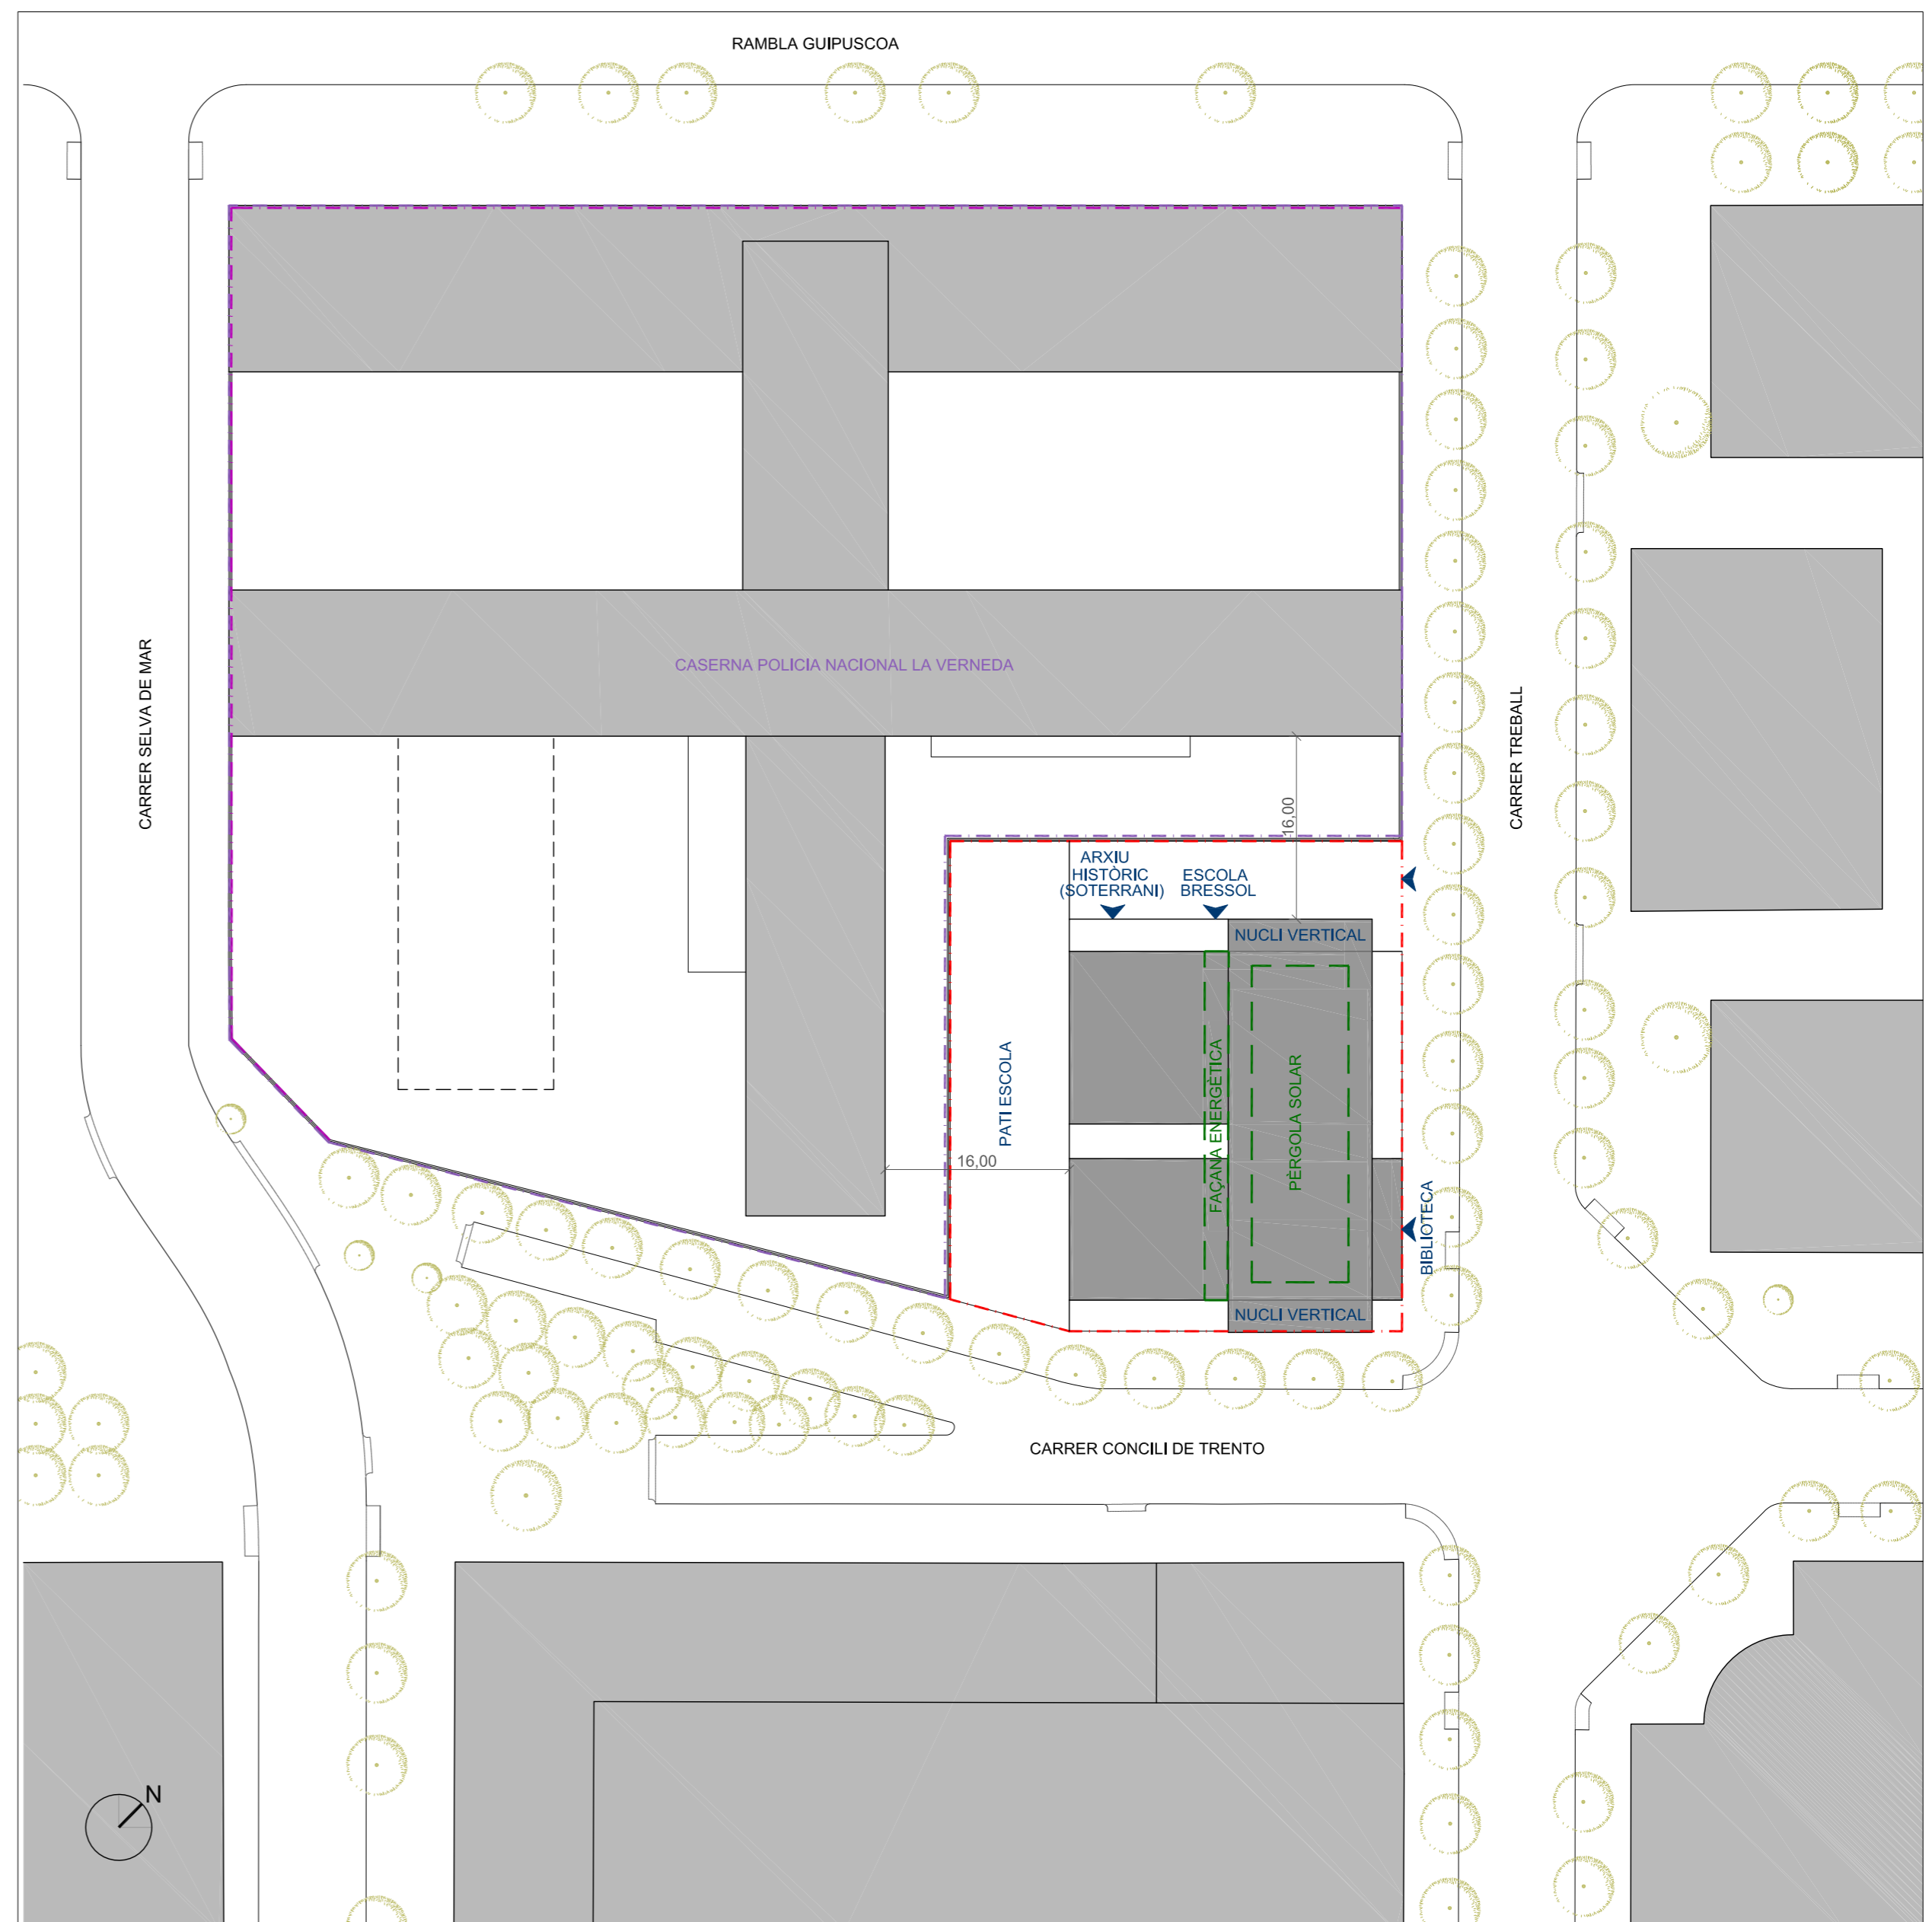 RAMBLA GUIPUSCOA
CARRER SELVA DE MAR
CASERNA POLICIA NACIONAL LA VERNEDA
CARRER TREBALL
16,00
ARXIU
HISTÒRIC
(SOTERRANI)
ESCOLA
BRESSOL
NUCLI VERTICAL
PATI ESCOLA
FAÇANA ENERGÈTICA
PÈRGOLA SOLAR
16,00
BIBLIOTECA
NUCLI VERTICAL
CARRER CONCILI DE TRENTO
N